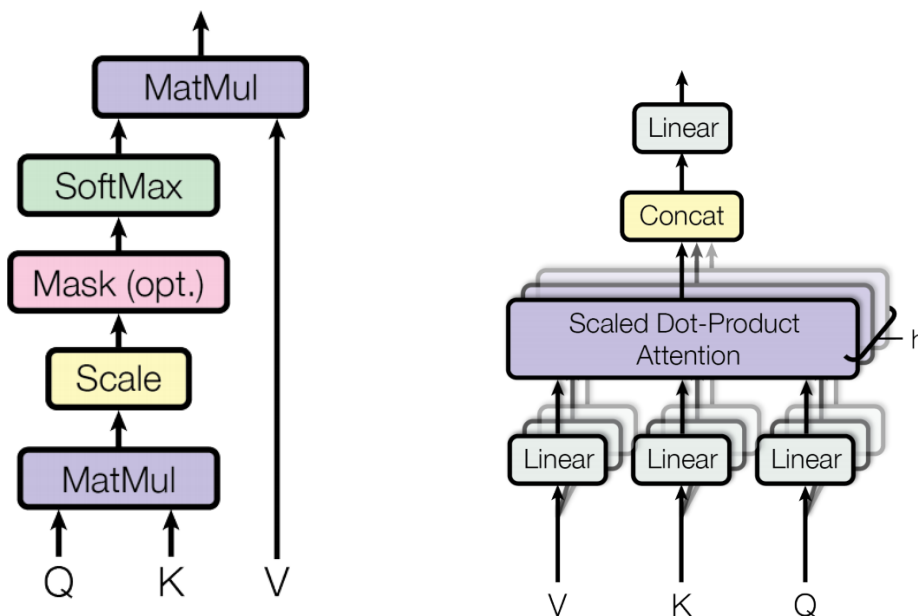 MatMul
SoftMax
Mask (opt.)
Scale
MatMul
Q K V
Linear
Concat
Scaled Dot-Product
Attention
h
Linear Linear Linear
V K Q